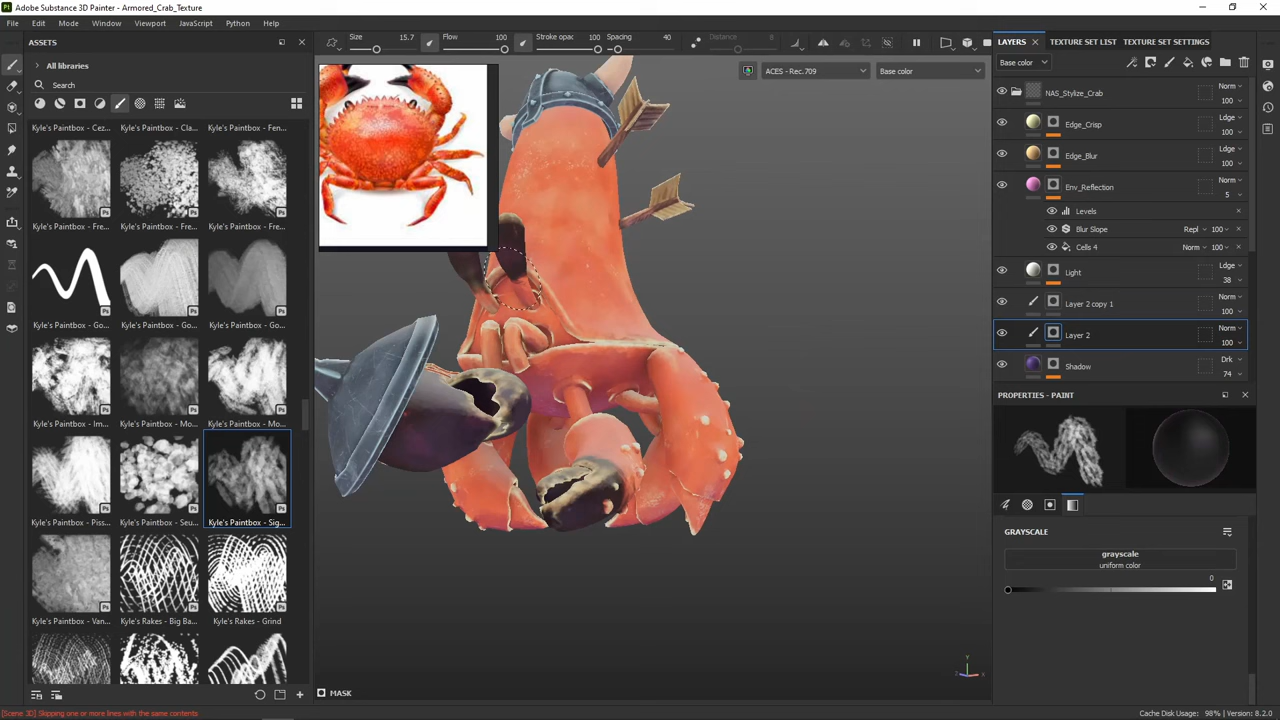 Pt Adobe Substance 3D Painter - Armored_Crab_Texture
File Edit Mode Window Viewport JavaScript Python Help
ASSETS
All libraries
Search
Size 15.7 Flow 100 Stroke opac 100 Spacing 40 Distance 8
ACES - Rec.709
Base color
Kyle's Paintbox - Cez... Kyle's Paintbox - Cla... Kyle's Paintbox - Fen...
Kyle's Paintbox - Fre... Kyle's Paintbox - Fre... Kyle's Paintbox - Fre...
Kyle's Paintbox - Go... Kyle's Paintbox - Go... Kyle's Paintbox - Go...
Kyle's Paintbox - Im... Kyle's Paintbox - Mo... Kyle's Paintbox - Mo...
Kyle's Paintbox - Piss... Kyle's Paintbox - Seu... Kyle's Paintbox - Sig...
Kyle's Paintbox - Van... Kyle's Rakes - Big Ba... Kyle's Rakes - Grind
MASK
Y
X
Z
LAYERS TEXTURE SET LIST TEXTURE SET SETTINGS
Base color
NAS_Stylize_Crab Norm 100
Edge_Crisp Ldge 100
Edge_Blur Ldge 100
Env_Reflection Norm 5
Levels
Blur Slope Repl 100
Cells 4 Norm 100
Light Ldge 38
Layer 2 copy 1 Norm 100
Layer 2 Norm 100
Shadow Drk 74
PROPERTIES - PAINT
GRAYSCALE
grayscale
uniform color
0
[Scene 3D] Skipping one or more lines with the same contents
Cache Disk Usage: 98% | Version: 8.2.0